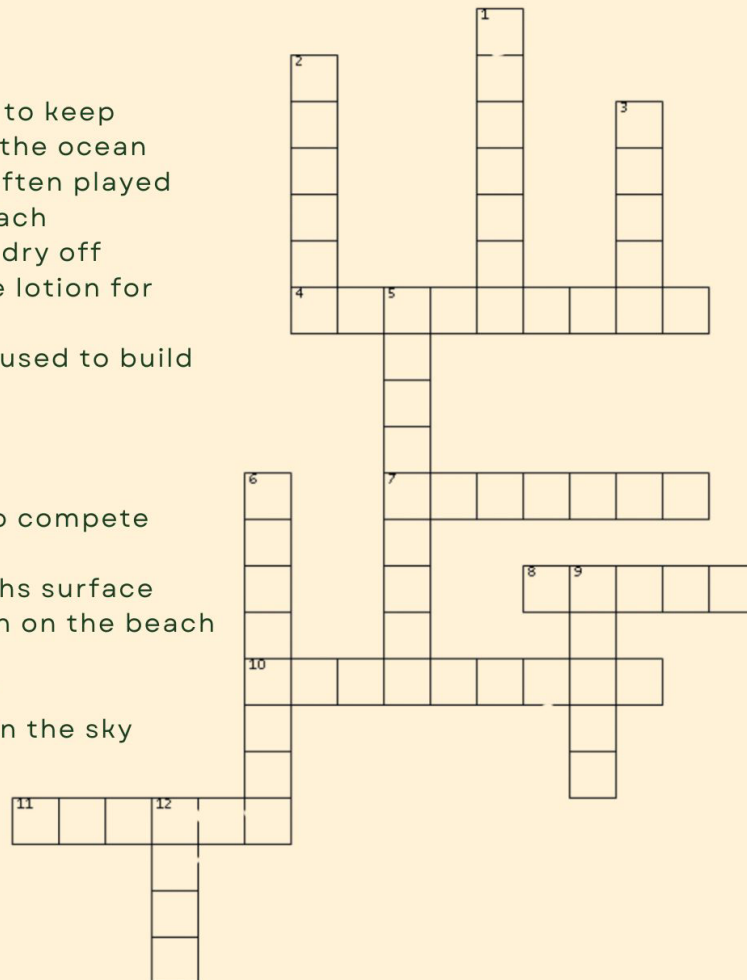 to keep
the ocean
ften played
ach
dry off
e lotion for
used to build
o compete
hs surface
n on the beach
n the sky
1
2
3
4 5
6 7
8 9
10
11 12